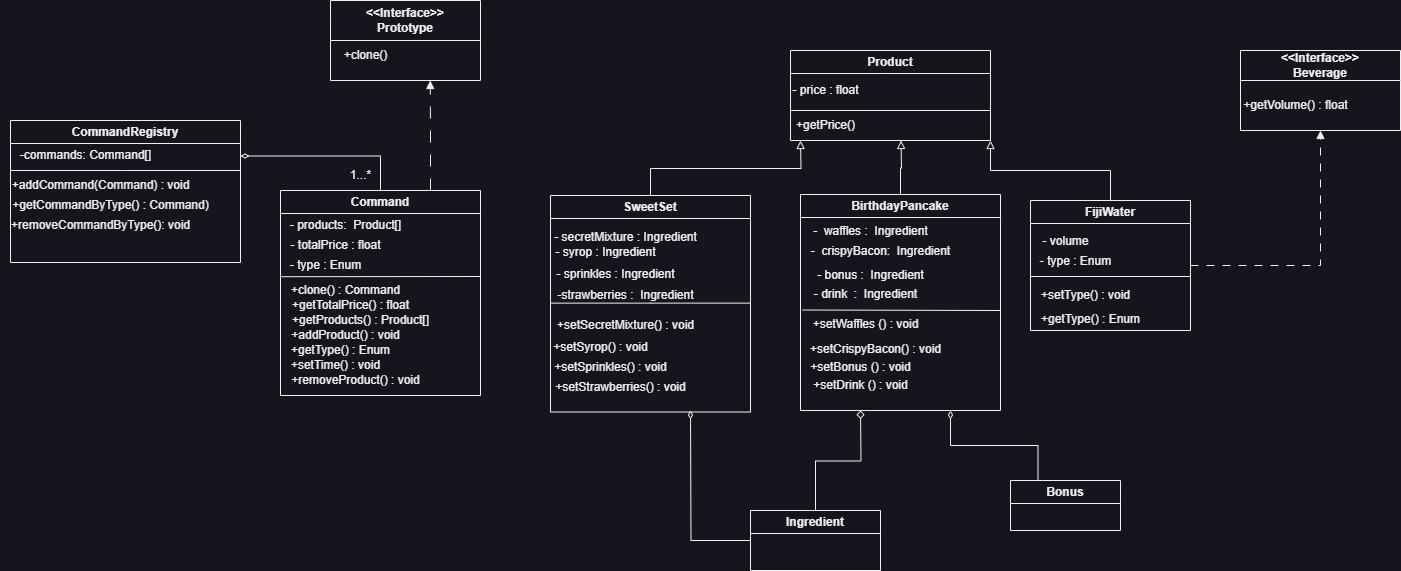 <<Interface>>
Prototype
+clone()
CommandRegistry
-commands: Command[]
+addCommand(Command) : void
+getCommandByType() : Command)
+removeCommandByType(): void
1...*
Command
- products:  Product[]
- totalPrice : float
- type : Enum
+clone() : Command
+getTotalPrice() : float
+getProducts() : Product[]
+addProduct() : void
+getType() : Enum
+setTime() : void
+removeProduct() : void
Product
- price : float
+getPrice()
<<Interface>>
Beverage
+getVolume() : float
SweetSet
- secretMixture : Ingredient
- syrop : Ingredient
- sprinkles : Ingredient
-strawberries :  Ingredient
+setSecretMixture() : void
+setSyrop() : void
+setSprinkles() : void
+setStrawberries() : void
BirthdayPancake
-  waffles :  Ingredient
-  crispyBacon:  Ingredient
- bonus :  Ingredient
- drink  :  Ingredient
+setWaffles () : void
+setCrispyBacon() : void
+setBonus () : void
+setDrink () : void
FijiWater
- volume
- type : Enum
+setType() : void
+getType() : Enum
Ingredient
Bonus